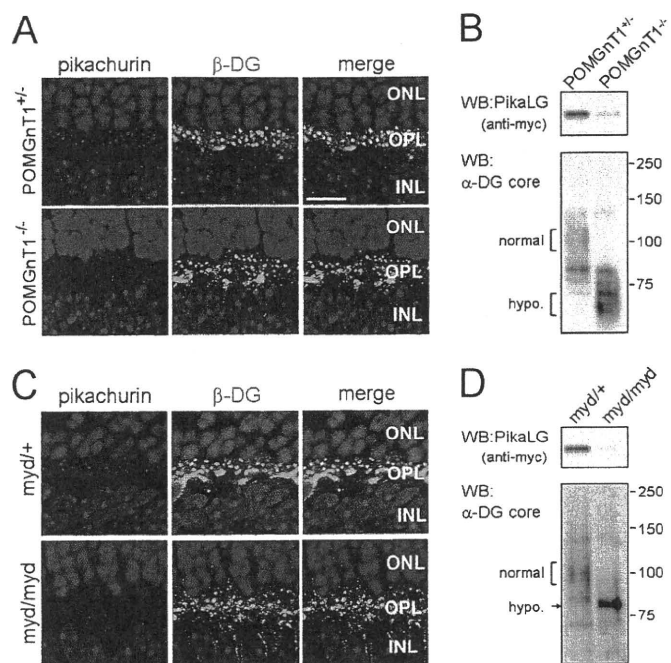 A
pikachurin β-DG merge
POMGnT1+/-
ONL
OPL
INL
POMGnT1-/-
ONL
OPL
INL
B
POMGnT1+/-
POMGnT1-/-
WB:PikaLG
(anti-myc)
WB:
α-DG core
250
normal
100
75
hypo.
C
pikachurin β-DG merge
myd/+
ONL
OPL
INL
myd/myd
ONL
OPL
INL
D
myd/+
myd/myd
WB:PikaLG
(anti-myc)
WB:
α-DG core
250
150
normal
100
hypo.
75